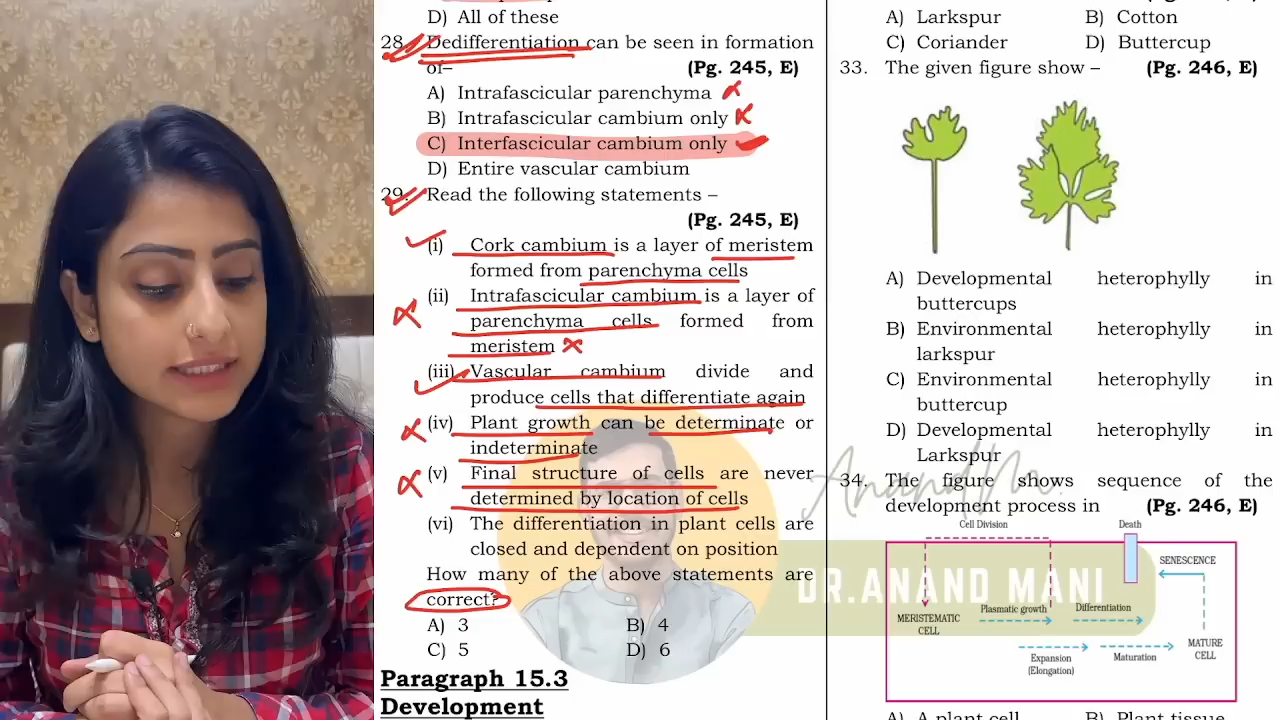 D) All of these
28. Dedifferentiation can be seen in formation
of–
(Pg. 245, E)
A) Intrafascicular parenchyma
B) Intrafascicular cambium only
C) Interfascicular cambium only
D) Entire vascular cambium
29. Read the following statements –
(Pg. 245, E)
(i) Cork cambium is a layer of meristem
formed from parenchyma cells
(ii) Intrafascicular cambium is a layer of
parenchyma cells formed from
meristem
(iii) Vascular cambium divide and
produce cells that differentiate again
(iv) Plant growth can be determinate or
indeterminate
(v) Final structure of cells are never
determined by location of cells
(vi) The differentiation in plant cells are
closed and dependent on position
How many of the above statements are
correct?
A) 3 B) 4
C) 5 D) 6
Paragraph 15.3
Development
A) Larkspur B) Cotton
C) Coriander D) Buttercup
33. The given figure show – (Pg. 246, E)
A) Developmental heterophylly in
buttercups
B) Environmental heterophylly in
larkspur
C) Environmental heterophylly in
buttercup
D) Developmental heterophylly in
Larkspur
34. The figure shows sequence of the
development process in (Pg. 246, E)
Cell Division
Death
SENESCENCE
MERISTEMATIC
CELL
Plasmatic growth
Differentiation
Expansion
(Elongation)
Maturation
MATURE
CELL
A) A plant cell B) Plant tissue
Anand M.
DR.ANAND MANI